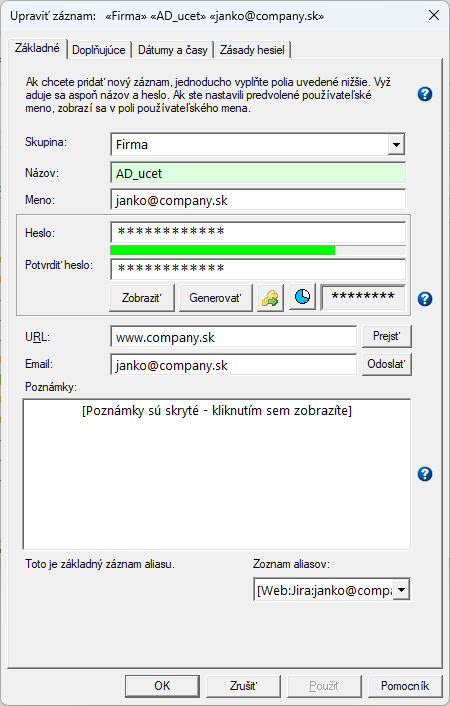 Upraviť záznam: «Firma» «AD_ucet» «janko@company.sk»
Základné Doplňujúce Dátumy a časy Zásady hesiel
Ak chcete pridať nový záznam, jednoducho vyplňte polia uvedené nižšie. Vyž
aduje sa aspoň názov a heslo. Ak ste nastavili predvolené používateľské
meno, zobrazí sa v poli používateľského mena.
Skupina: Firma
Názov: AD_ucet
Meno: janko@company.sk
Heslo: ************
Potvrdiť heslo: ************
Zobraziť Generovať ********
URL: www.company.sk Prejsť
Email: janko@company.sk Odoslať
Poznámky:
[Poznámky sú skryté - kliknutím sem zobrazíte]
Toto je základný záznam aliasu. Zoznam aliasov:
[Web:Jira:janko@compa
OK Zrušiť Použiť Pomocník